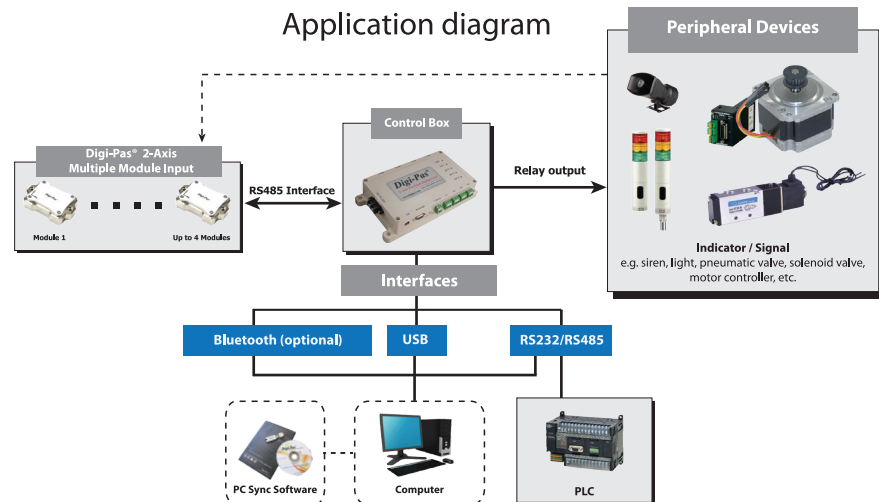 Application diagram
Peripheral Devices
Control Box
Digi-Pas® 2-Axis
Multiple Module Input
RS485 Interface
Relay output
Digi-Pas®
Module 1
Up to 4 Modules
Indicator / Signal
e.g. siren, light, pneumatic valve, solenoid valve,
motor controller, etc.
Interfaces
Bluetooth (optional)
USB
RS232/RS485
PC Sync Software
Computer
PLC